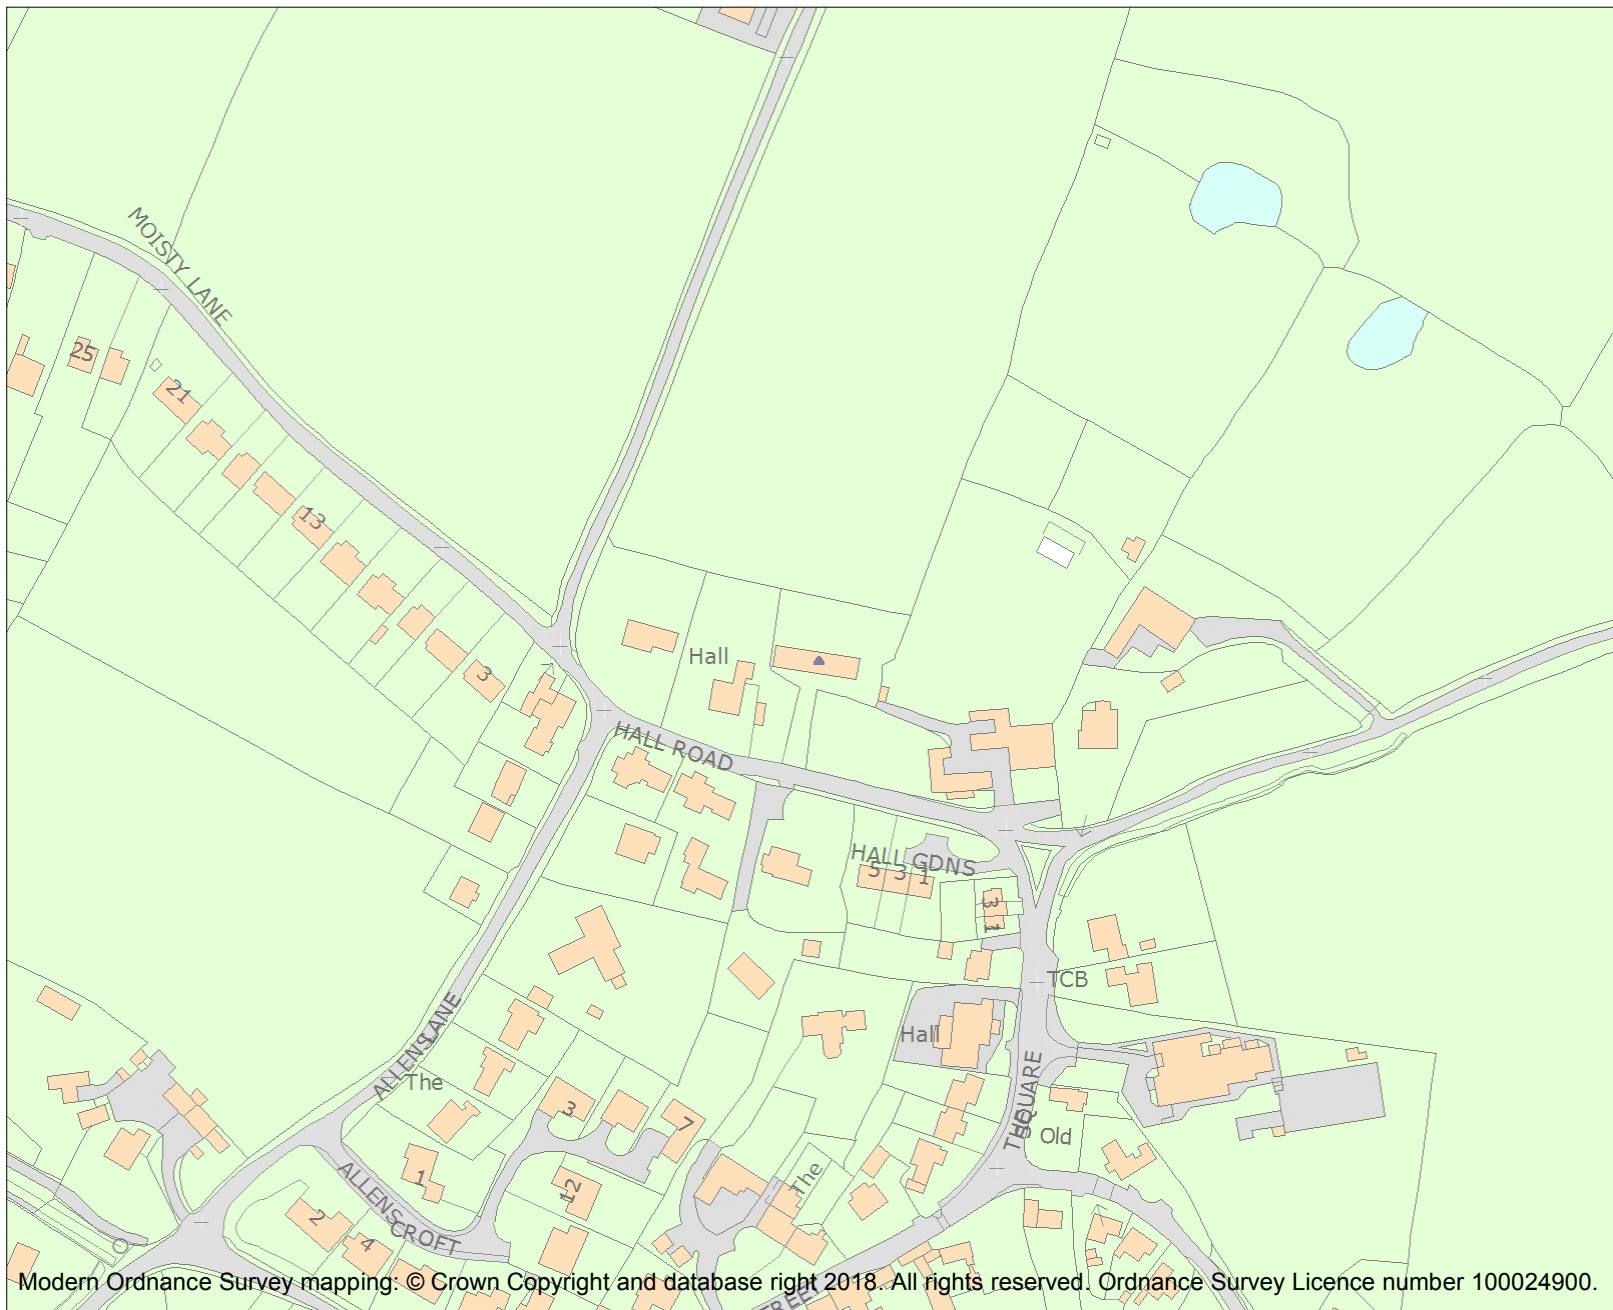 MOISTY LANE
25
21
13
3
Hall
HALL ROAD
HALL GDNS
5 3 1
3
1
TCB
Hall
ALLENS LANE
The
THE SQUARE
Old
3
7
1
12
The
ALLENS CROFT
2
4
Modern Ordnance Survey mapping: © Crown Copyright and database right 2018. All rights reserved. Ordnance Survey Licence number 100024900.